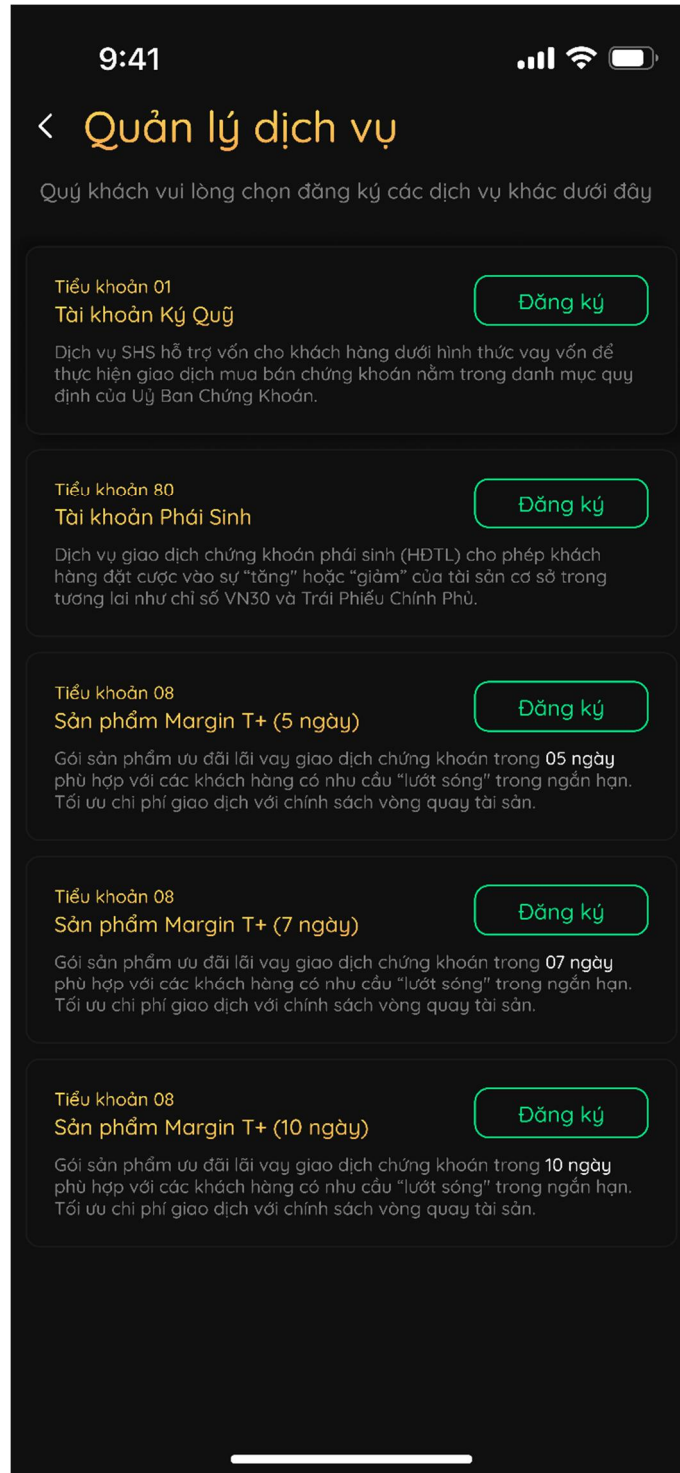 9:41
Quản lý dịch vụ
Quý khách vui lòng chọn đăng ký các dịch vụ khác dưới đây
Tiểu khoản 01
Tài khoản Ký Quỹ
Đăng ký
Dịch vụ SHS hỗ trợ vốn cho khách hàng dưới hình thức vay vốn để
thực hiện giao dịch mua bán chứng khoán nằm trong danh mục quy
định của Uỷ Ban Chứng Khoán.
Tiểu khoản 80
Tài khoản Phái Sinh
Đăng ký
Dịch vụ giao dịch chứng khoán phái sinh (HĐTL) cho phép khách
hàng đặt cược vào sự “tăng" hoặc “giảm” của tài sản cơ sở trong
tương lai như chỉ số VN30 và Trái Phiếu Chính Phủ.
Tiểu khoản 08
Sản phẩm Margin T+ (5 ngày)
Đăng ký
Gói sản phẩm ưu đãi lãi vay giao dịch chứng khoán trong 05 ngày
phù hợp với các khách hàng có nhu cầu “lướt sóng" trong ngắn hạn.
Tối ưu chi phí giao dịch với chính sách vòng quay tài sản.
Tiểu khoản 08
Sản phẩm Margin T+ (7 ngày)
Đăng ký
Gói sản phẩm ưu đãi lãi vay giao dịch chứng khoán trong 07 ngày
phù hợp với các khách hàng có nhu cầu “lướt sóng" trong ngắn hạn.
Tối ưu chi phí giao dịch với chính sách vòng quay tài sản.
Tiểu khoản 08
Sản phẩm Margin T+ (10 ngày)
Đăng ký
Gói sản phẩm ưu đãi lãi vay giao dịch chứng khoán trong 10 ngày
phù hợp với các khách hàng có nhu cầu “lướt sóng" trong ngắn hạn.
Tối ưu chi phí giao dịch với chính sách vòng quay tài sản.